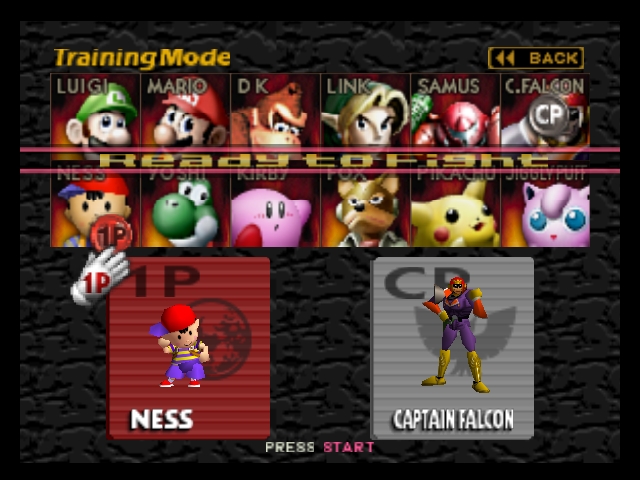 Training Mode
BACK
LUIGI MARIO DK LINK SAMUS C.FALCON
CP
Ready to Fight
NESS YOSHI KIRBY FOX PIKACHU JIGGLYPUFF
1P
1P
1P CP
NESS CAPTAIN FALCON
PRESS START